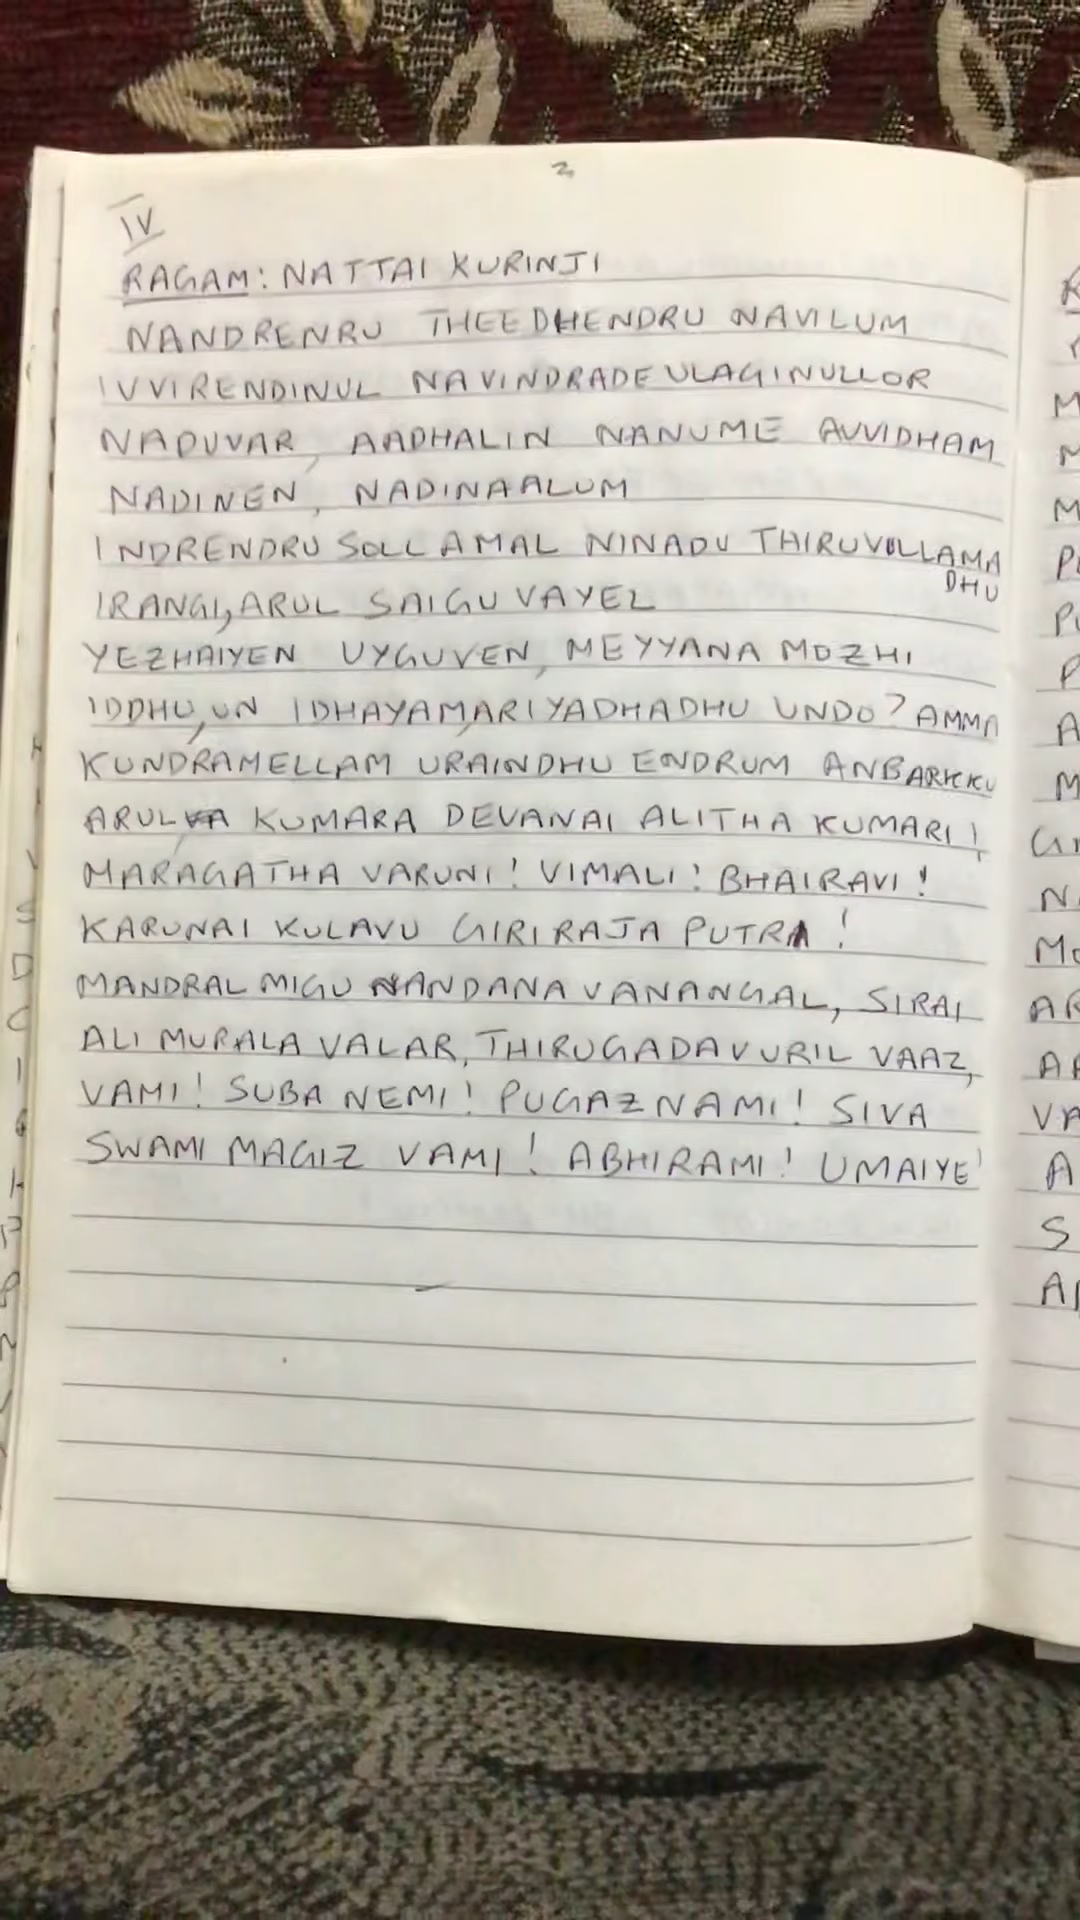 IV
RAGAM: NATTAI KURINJI
NANDRENRU THEEDHENDRU NAVILUM
IVVIRENDINUL NAVINDRADE ULAGINULLOR
NADUVAR, AADHALIN NANUME AVVIDHAM
NADINEN, NADINAALUM
INDRENDRU SOLLAMAL NINADU THIRUVULLAMA
DHU
IRANGI, ARUL SAIGUVAYEL
YEZHAIYEN UYGUVEN, MEYYANA MOZHI
IDDHU, UN IDHAYAMARIYADHADHU UNDO? AMMA
KUNDRAMELLAM URAINDHU ENDRUM ANBARKKU
ARUL KUMARA DEVANAI ALITHA KUMARI!
MARAGATHA VARUNI! VIMALI! BHAIRAVI!
KARUNAI KULAVU GIRIRAJA PUTRI!
MANDRAL MIGU NANDANA VANANGAL, SIRAI
ALI MURALA VALAR, THIRUGADAVURIL VAAZ,
VAMI! SUBA NEMI! PUGAZ NAMI! SIVA
SWAMI MAGIZ VAMI! ABHIRAMI! UMAIYE!